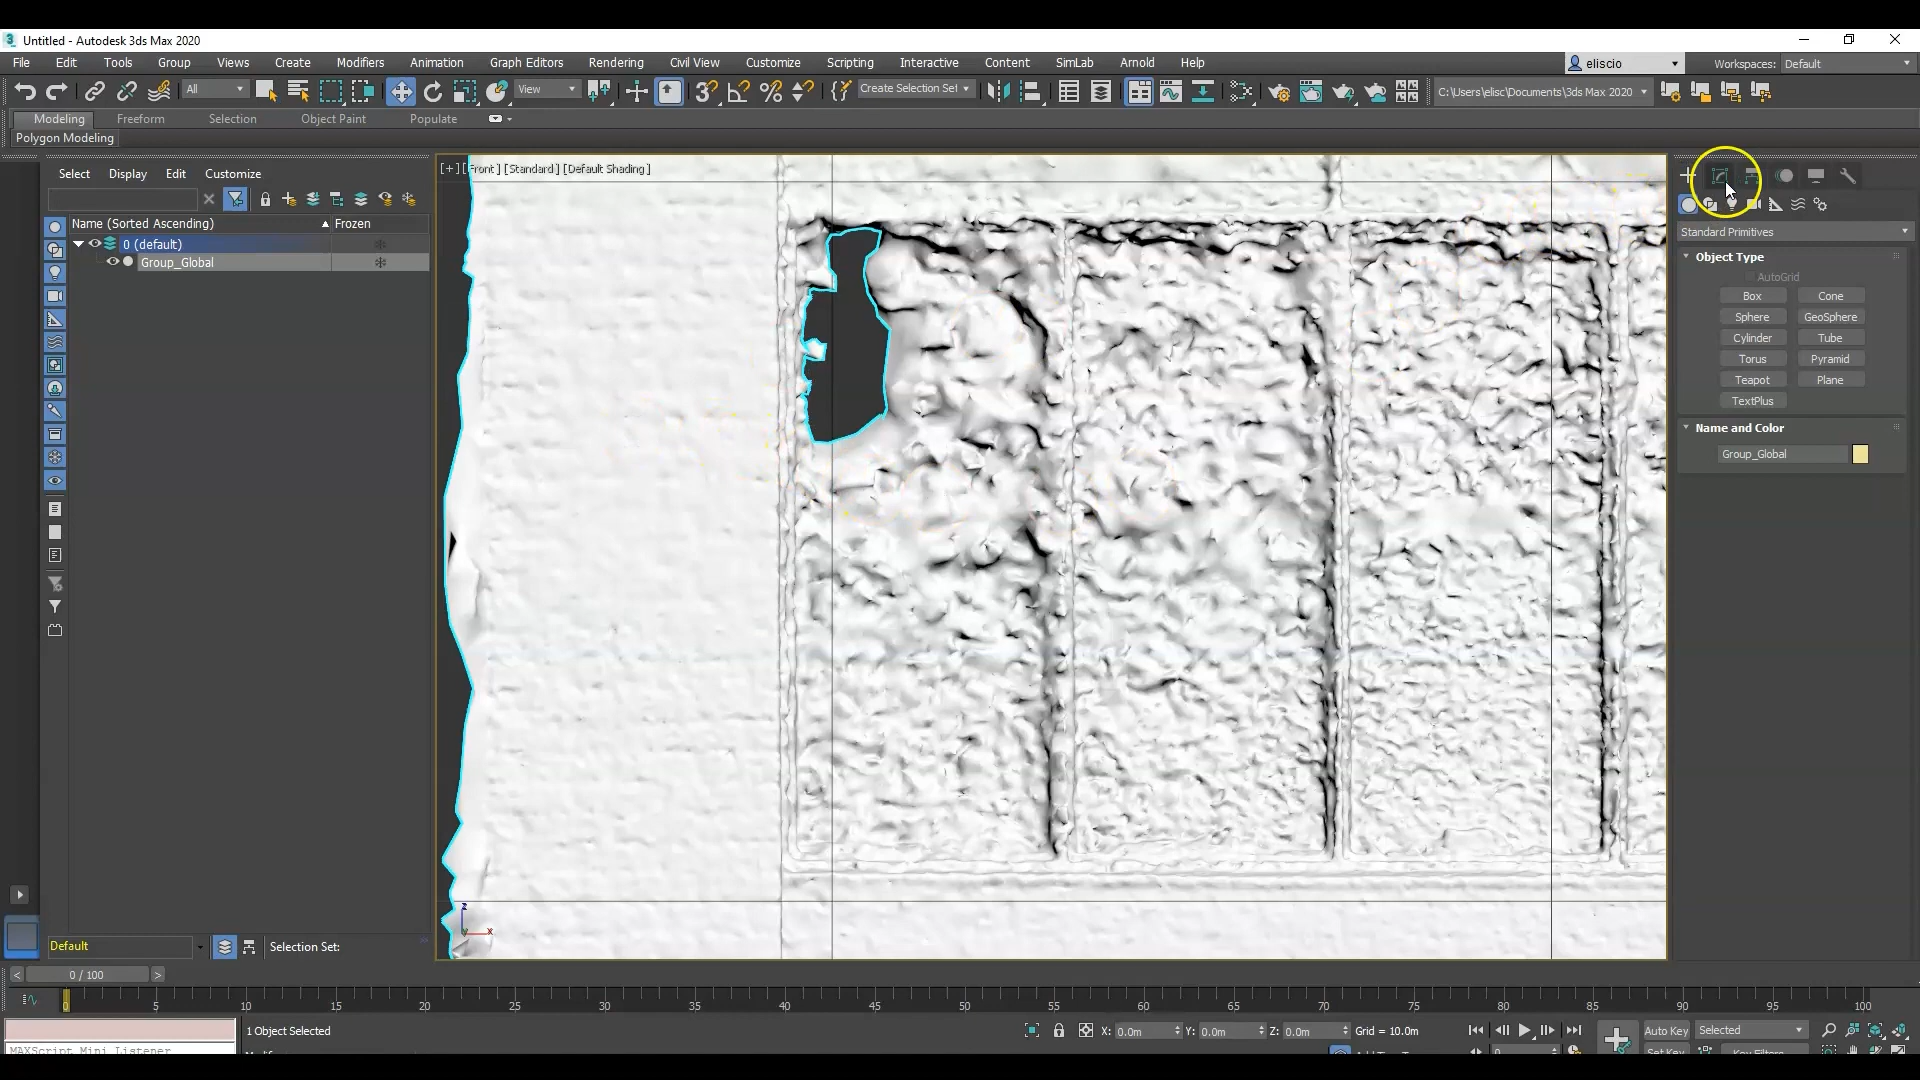 Untitled - Autodesk 3ds Max 2020
File Edit Tools Group Views Create Modifiers Animation Graph Editors Rendering Civil View Customize Scripting Interactive Content SimLab Arnold Help
eliscio
Workspaces: Default
All
View
Create Selection Set
C:\Users\elisc\Documents\3ds Max 2020
Modeling Freeform Selection Object Paint Populate
Polygon Modeling
Select Display Edit Customize
Name (Sorted Ascending) Frozen
0 (default)
Group_Global
[+] [Front] [Standard] [Default Shading]
Standard Primitives
Object Type
AutoGrid
Box Cone
Sphere GeoSphere
Cylinder Tube
Torus Pyramid
Teapot Plane
TextPlus
Name and Color
Group_Global
z
x
Default
Selection Set:
< 0 / 100 >
0 5 10 15 20 25 30 35 40 45 50 55 60 65 70 75 80 85 90 95 100
1 Object Selected
X: 0.0m Y: 0.0m Z: 0.0m Grid = 10.0m
Auto Key Selected
MAXScript Mini Listener
0
Set Key Key Filters...